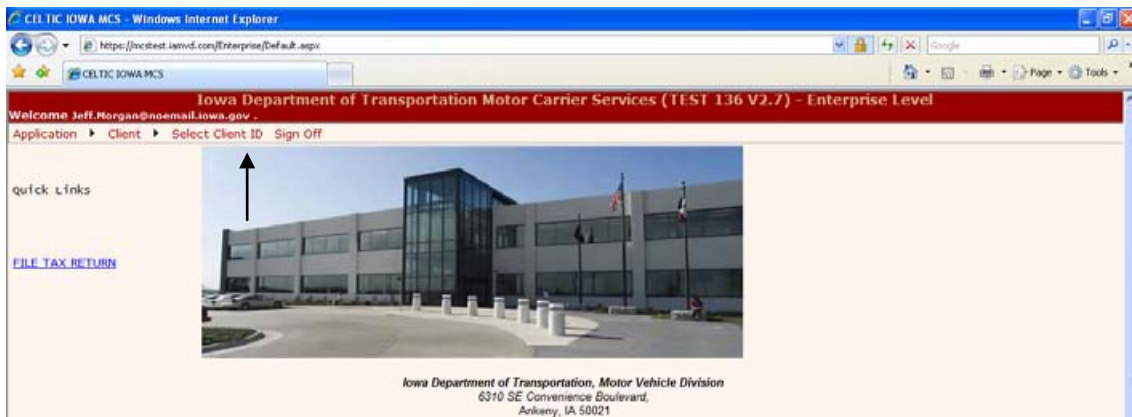 CELTIC IOWA MCS - Windows Internet Explorer
https://mcstest.iamvd.com/Enterprise/Default.aspx
Google
CELTIC IOWA MCS
Page
Tools
Iowa Department of Transportation Motor Carrier Services (TEST 136 V2.7) - Enterprise Level
Welcome Jeff.Morgan@noemail.iowa.gov .
Application Client Select Client ID Sign Off
Quick Links
FILE TAX RETURN
Iowa Department of Transportation, Motor Vehicle Division
6310 SE Convenience Boulevard,
Ankeny, IA 50021